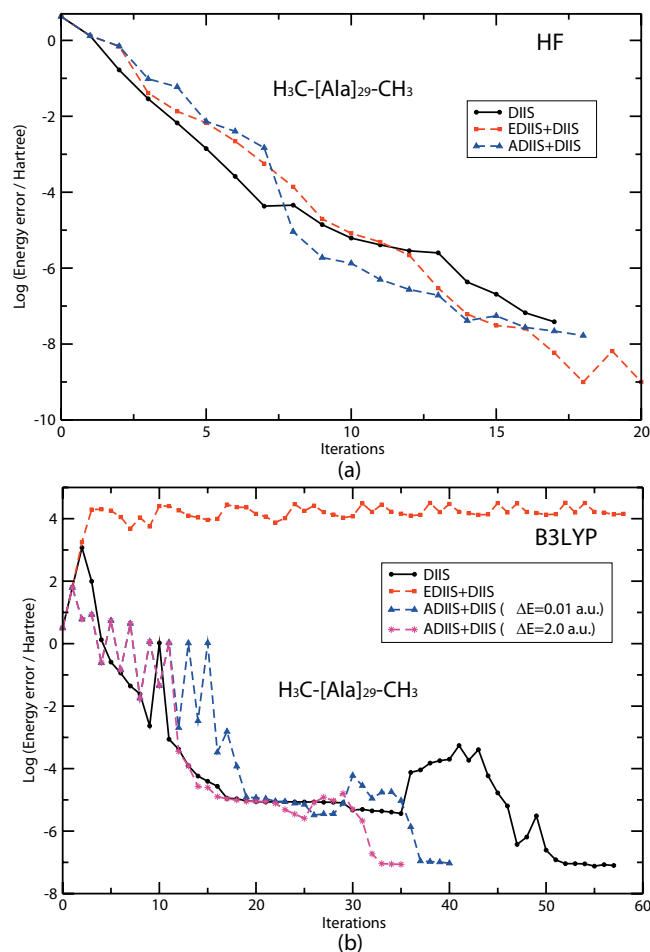 HF
H₃C-[Ala]₂₉-CH₃
DIIS
EDIIS+DIIS
ADIIS+DIIS
Log (Energy error / Hartree)
0
-2
-4
-6
-8
-10
0 5 10 15 20
Iterations
(a)
B3LYP
DIIS
EDIIS+DIIS
ADIIS+DIIS ( ΔE=0.01 a.u.)
ADIIS+DIIS ( ΔE=2.0 a.u.)
H₃C-[Ala]₂₉-CH₃
Log (Energy error / Hartree)
4
2
0
-2
-4
-6
-8
0 10 20 30 40 50 60
Iterations
(b)